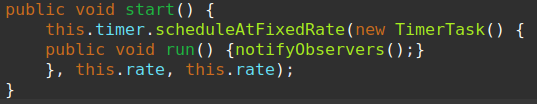 public void start() {
    this.timer.scheduleAtFixedRate(new TimerTask() {
    public void run() {notifyObservers();}
    }, this.rate, this.rate);
}